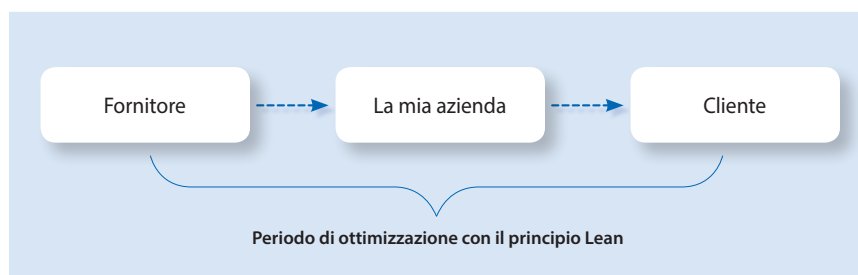 Fornitore
La mia azienda
Cliente
Periodo di ottimizzazione con il principio Lean